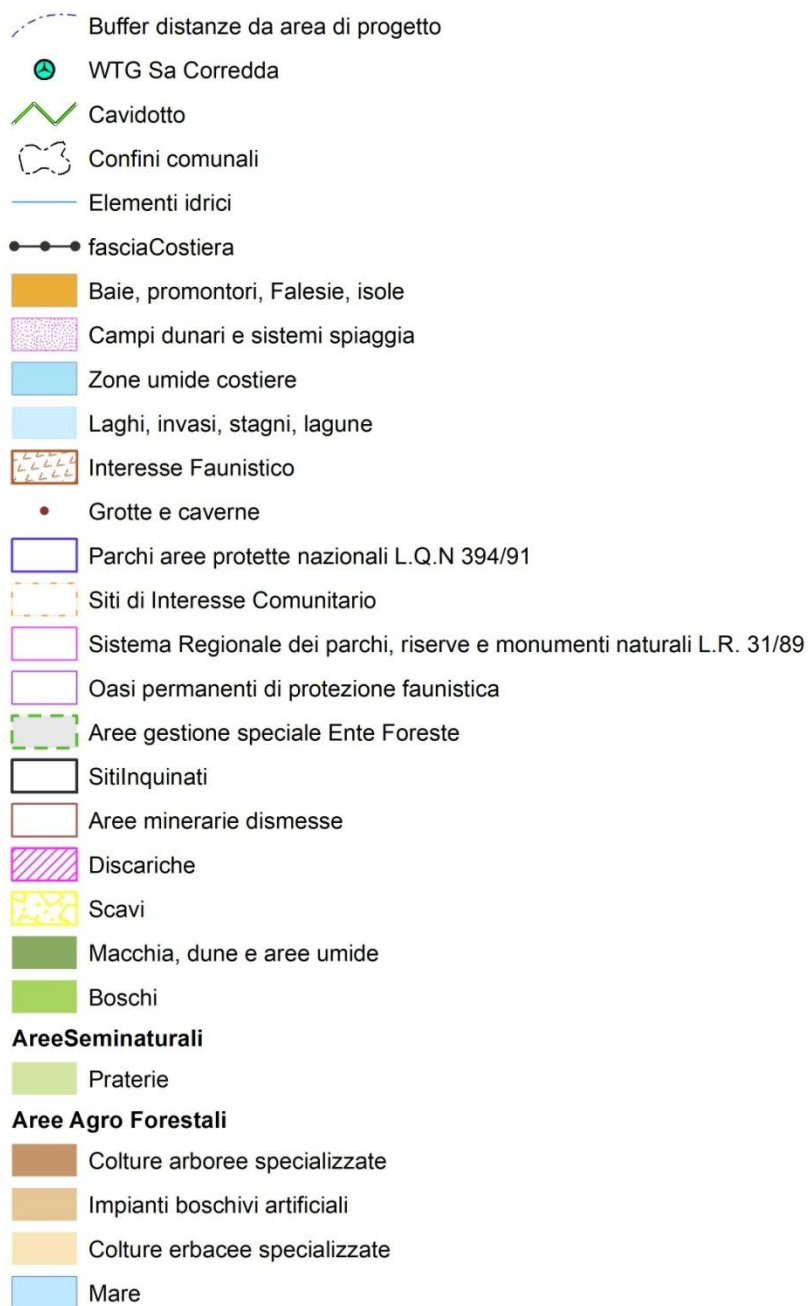 Buffer distanze da area di progetto
WTG Sa Corredda
Cavidotto
Confini comunali
Elementi idrici
fasciaCostiera
Baie, promontori, Falesie, isole
Campi dunari e sistemi spiaggia
Zone umide costiere
Laghi, invasi, stagni, lagune
Interesse Faunistico
Grotte e caverne
Parchi aree protette nazionali L.Q.N 394/91
Siti di Interesse Comunitario
Sistema Regionale dei parchi, riserve e monumenti naturali L.R. 31/89
Oasi permanenti di protezione faunistica
Aree gestione speciale Ente Foreste
SitiInquinati
Aree minerarie dismesse
Discariche
Scavi
Macchia, dune e aree umide
Boschi
AreeSeminaturali
Praterie
Aree Agro Forestali
Colture arboree specializzate
Impianti boschivi artificiali
Colture erbacee specializzate
Mare